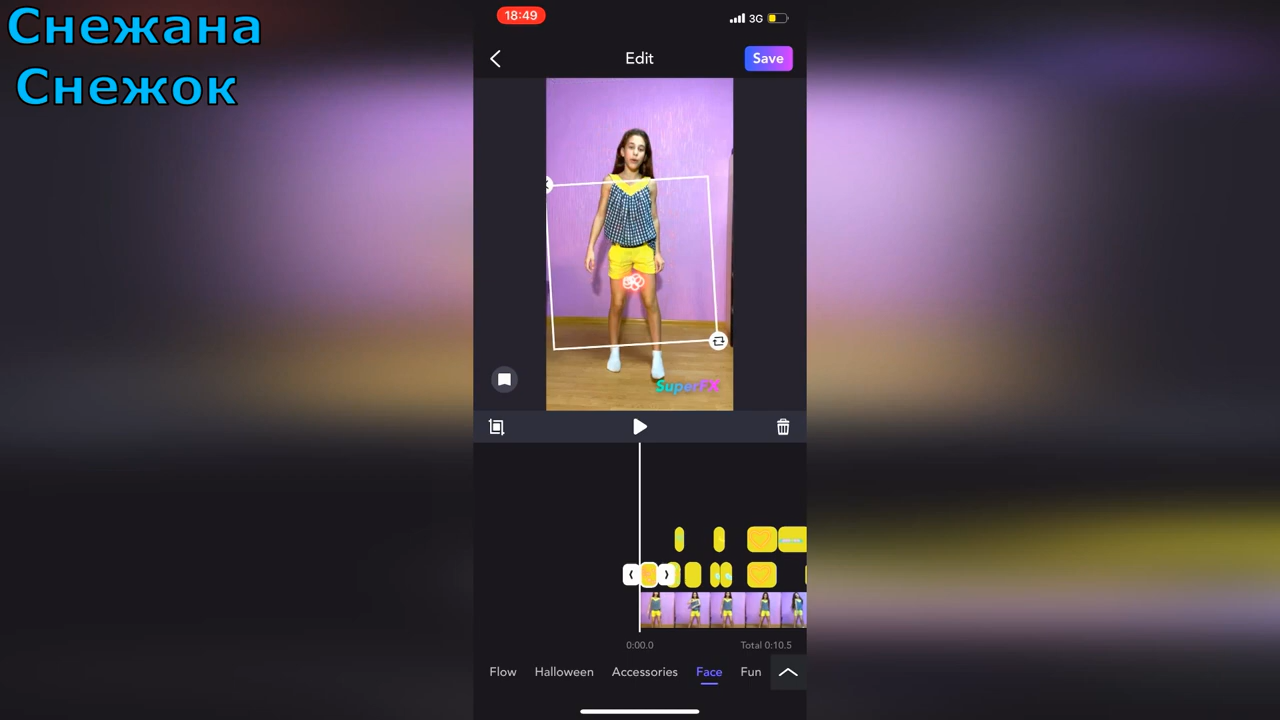 Снежана
Снежок
18:49
3G
Edit
Save
SuperFX
0:00.0
Total 0:10.5
Flow
Halloween
Accessories
Face
Fun